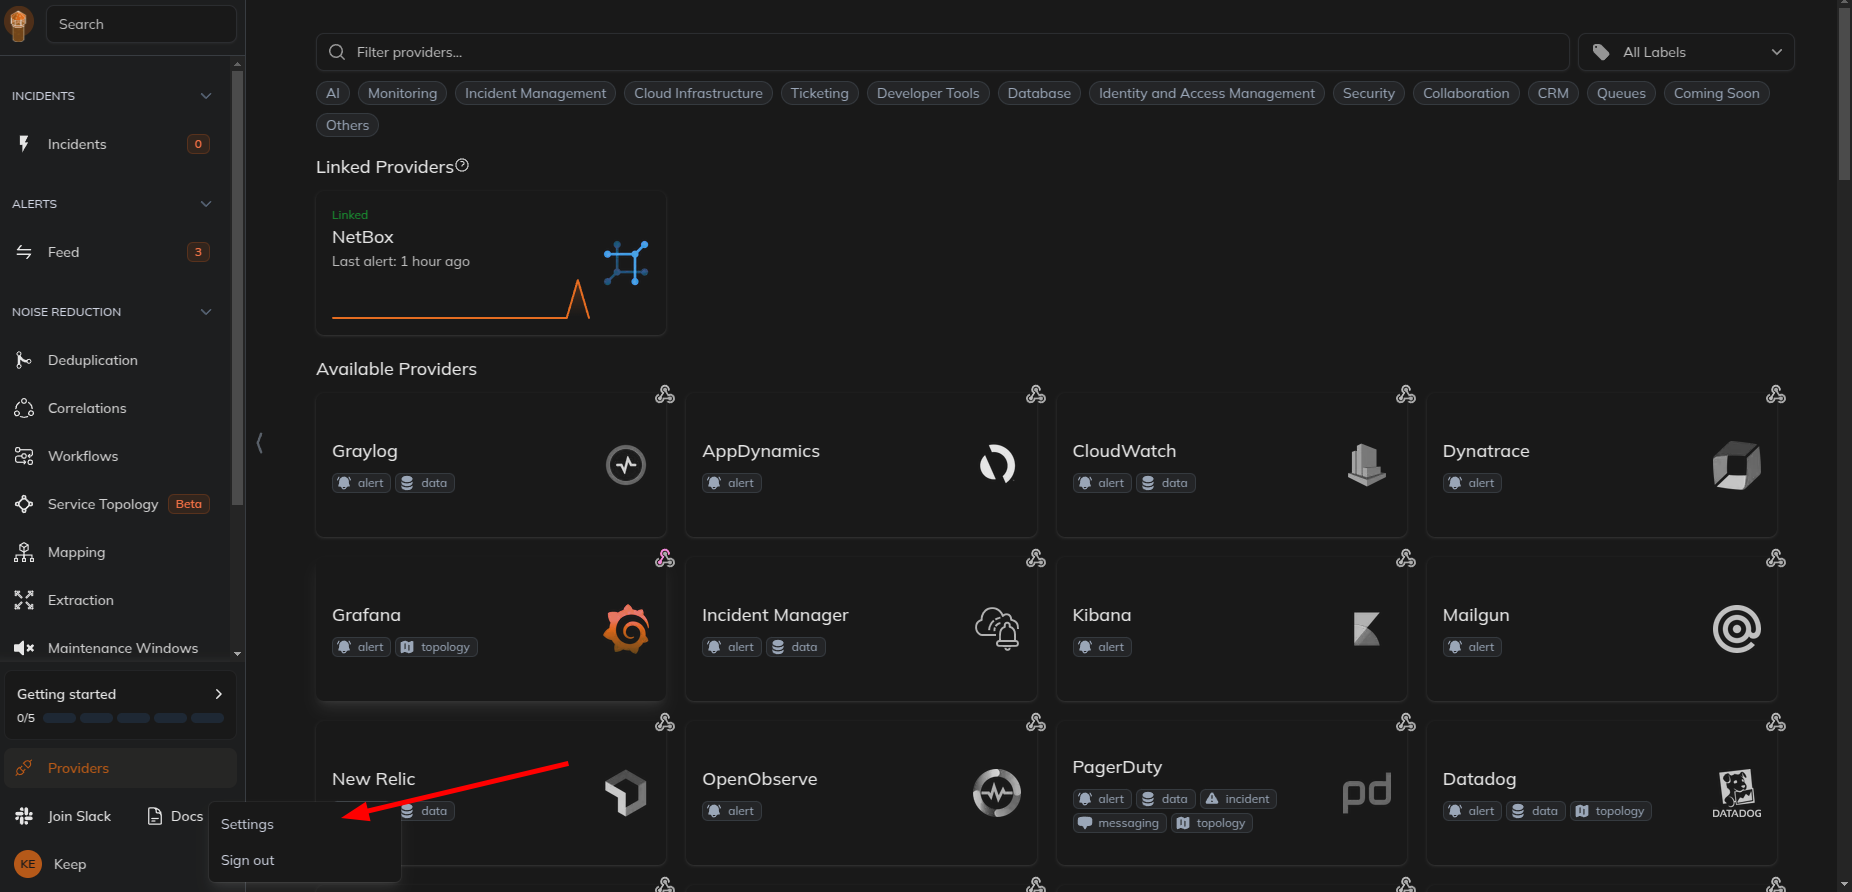 Search
INCIDENTS
Incidents 0
ALERTS
Feed 3
NOISE REDUCTION
Deduplication
Correlations
Workflows
Service Topology Beta
Mapping
Extraction
Maintenance Windows
Getting started
0/5
Providers
Join Slack Docs
KE Keep
Settings
Sign out
Filter providers...
All Labels
AI Monitoring Incident Management Cloud Infrastructure Ticketing Developer Tools Database Identity and Access Management Security Collaboration CRM Queues Coming Soon
Others
Linked Providers
Linked
NetBox
Last alert: 1 hour ago
Available Providers
Graylog
alert data
AppDynamics
alert
CloudWatch
alert data
Dynatrace
alert
Grafana
alert topology
Incident Manager
alert data
Kibana
alert
Mailgun
alert
New Relic
data
OpenObserve
alert
PagerDuty
alert data incident
messaging topology
pd
Datadog
alert data topology
DATADOG